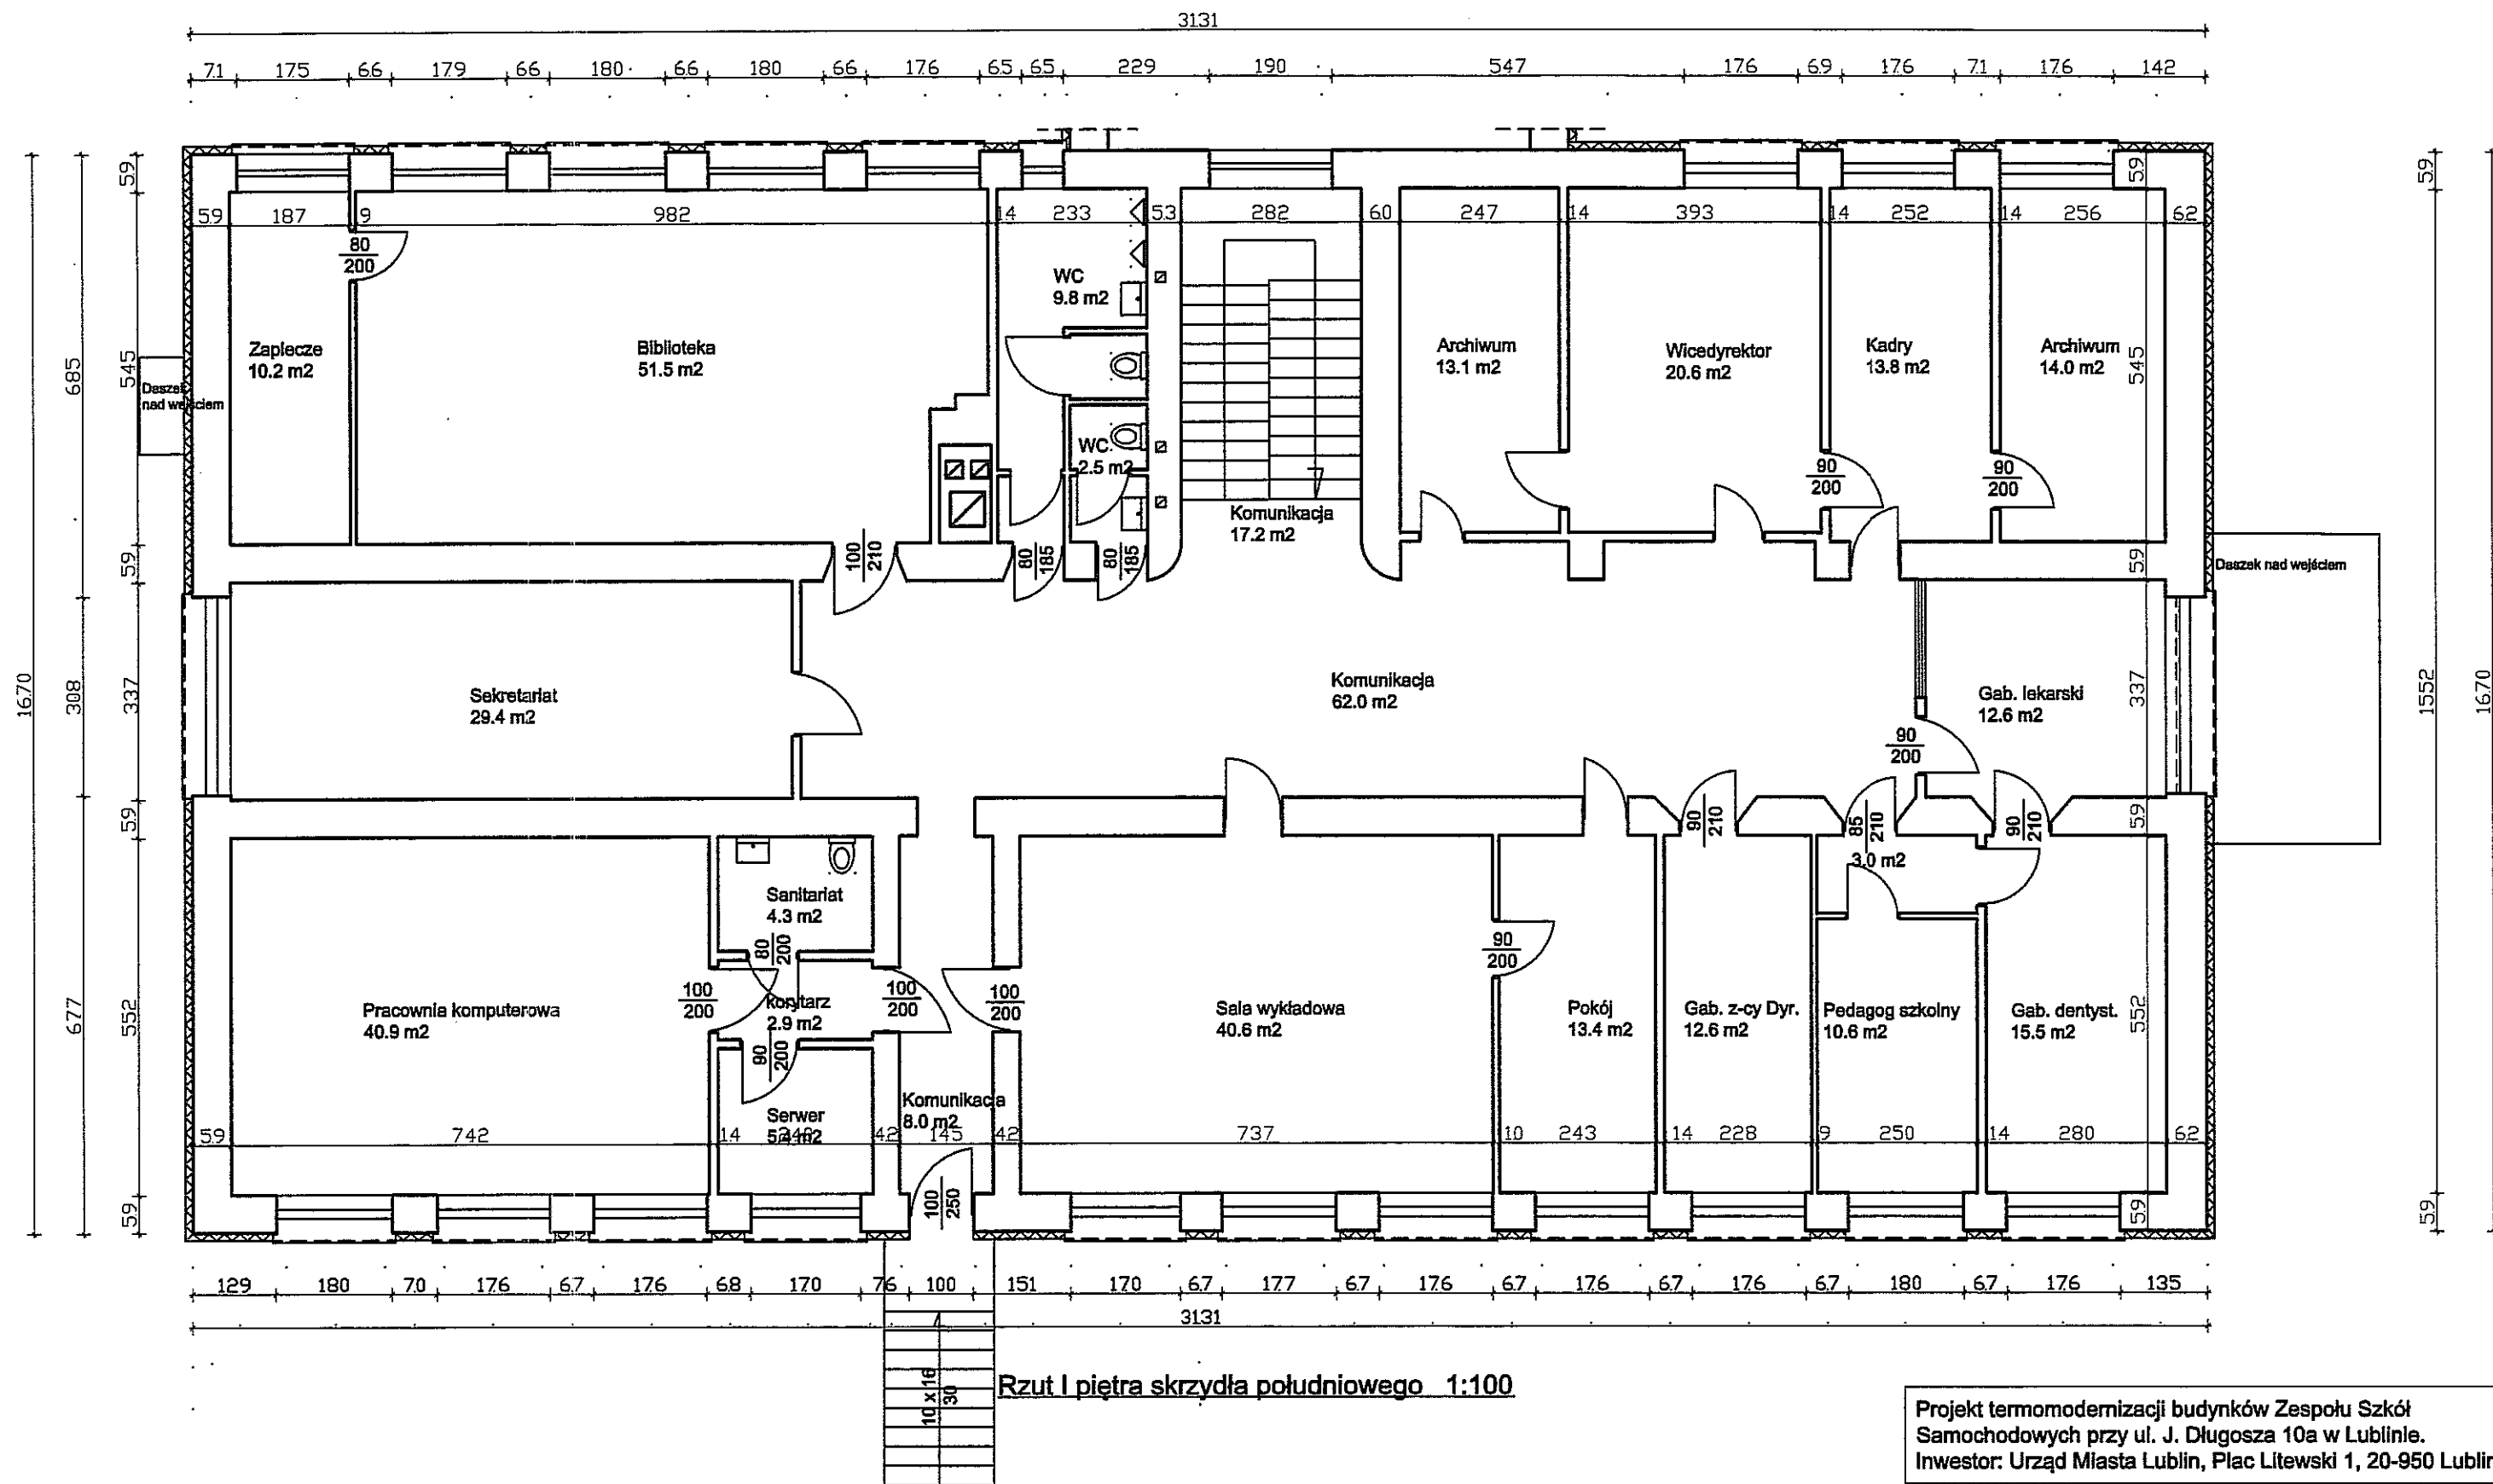 3131
71 175 66 179 66 180 66 180 66 176 65 65 229 190 547 176 69 176 71 176 142
59 187 9 982 14 233 53 282 60 247 14 393 14 252 14 256 62
1670
685
308
677
59
545
59
337
59
552
59
59
545
59
337
59
552
59
59
1552
59
1670
80
200
Zaplecze
10.2 m2
Biblioteka
51.5 m2
WC
9.8 m2
WC
2.5 m2
Komunikacja
17.2 m2
Archiwum
13.1 m2
Wicedyrektor
20.6 m2
Kadry
13.8 m2
Archiwum
14.0 m2
90
200
90
200
Daszek
nad wejściem
Daszek nad wejściem
100
210
80
185
80
185
Sekretariat
29.4 m2
Komunikacja
62.0 m2
Gab. lekarski
12.6 m2
90
200
90
210
85
210
90
210
3.0 m2
Sanitariat
4.3 m2
80
200
100
200
korytarz
2.9 m2
100
200
100
200
90
200
90
200
Pracownia komputerowa
40.9 m2
Sala wykładowa
40.6 m2
Pokój
13.4 m2
Gab. z-cy Dyr.
12.6 m2
Pedagog szkolny
10.6 m2
Gab. dentyst.
15.5 m2
Serwer
5.4 m2
Komunikacja
8.0 m2
59 742 14 42 145 42 737 10 243 14 228 9 250 14 280 62
100
250
129 180 70 176 67 176 68 170 76 100 151 170 67 177 67 176 67 176 67 176 67 180 67 176 135
3131
10 x 16
30
Rzut I piętra skrzydła południowego 1:100
Projekt termomodernizacji budynków Zespołu Szkół
Samochodowych przy ul. J. Długosza 10a w Lublinie.
Inwestor: Urząd Miasta Lublin, Plac Litewski 1, 20-950 Lublin